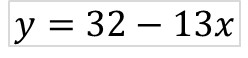 y = 32 − 13x